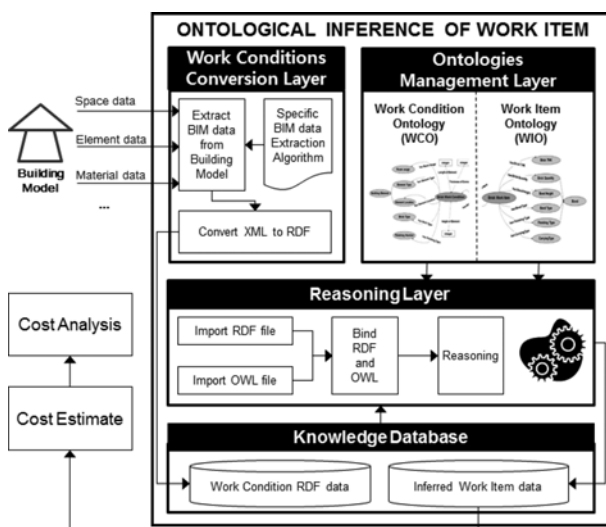 ONTOLOGICAL INFERENCE OF WORK ITEM
Work Conditions
Conversion Layer
Ontologies
Management Layer
Space data
Element data
Material data
...
Building
Model
Extract
BIM data
from
Building
Model
Specific
BIM data
Extraction
Algorithm
Convert XML to RDF
Work Condition
Ontology
(WCO)
Work Item
Ontology
(WIO)
Reasoning Layer
Import RDF file
Import OWL file
Bind
RDF
and
OWL
Reasoning
Cost Analysis
Cost Estimate
Knowledge Database
Work Condition RDF data
Inferred Work Item data